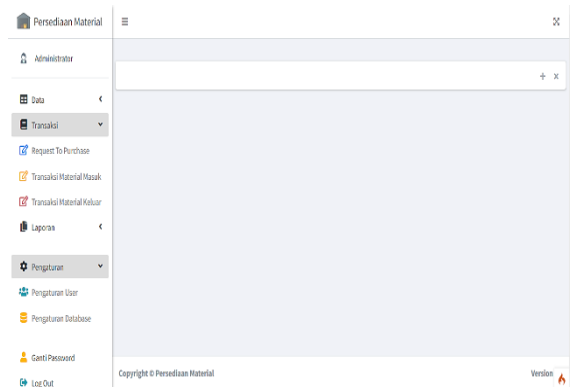 Persediaan Material
Administrator
Data
Transaksi
Request To Purchase
Transaksi Material Masuk
Transaksi Material Keluar
Laporan
Pengaturan
Pengaturan User
Pengaturan Database
Ganti Password
Log Out
Copyright © Persediaan Material
Version